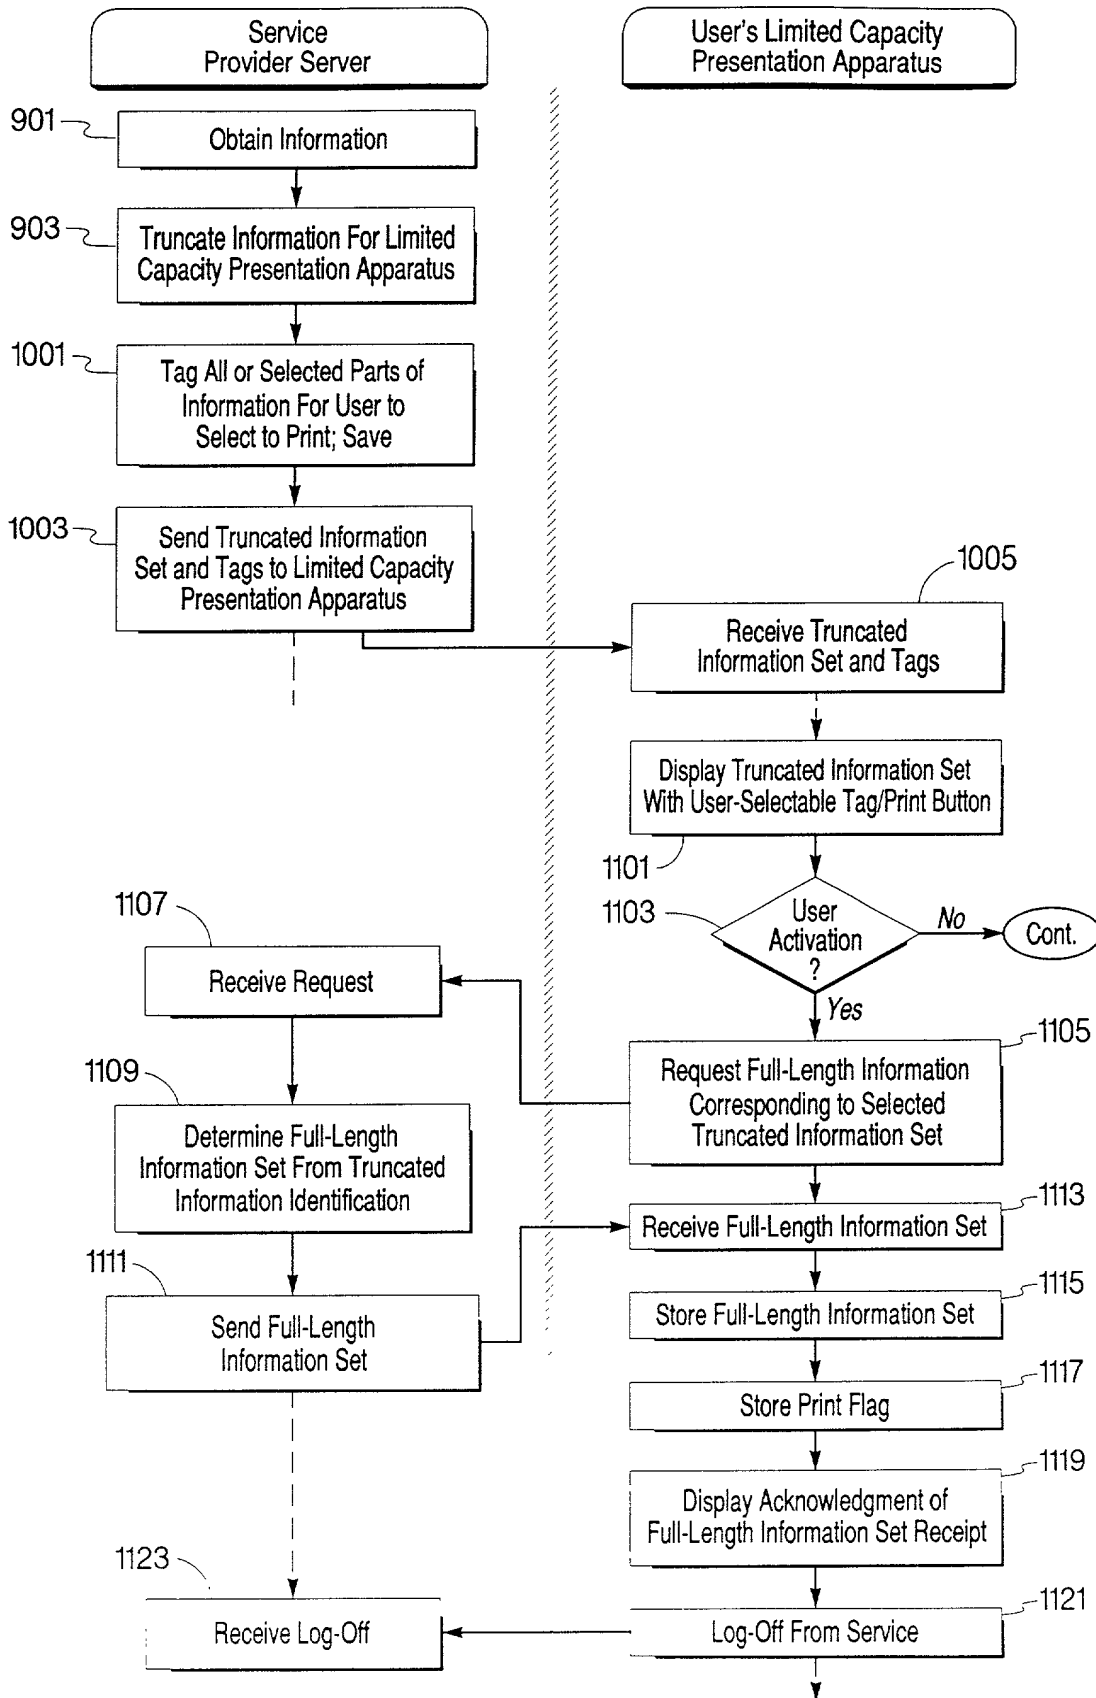 Service
Provider Server
User's Limited Capacity
Presentation Apparatus
901
Obtain Information
903
Truncate Information For Limited
Capacity Presentation Apparatus
1001
Tag All or Selected Parts of
Information For User to
Select to Print; Save
1003
Send Truncated Information
Set and Tags to Limited Capacity
Presentation Apparatus
1005
Receive Truncated
Information Set and Tags
Display Truncated Information Set
With User-Selectable Tag/Print Button
1101
1103
User
Activation
?
No
Cont.
Yes
1107
Receive Request
1105
Request Full-Length Information
Corresponding to Selected
Truncated Information Set
1109
Determine Full-Length
Information Set From Truncated
Information Identification
1113
Receive Full-Length Information Set
1111
Send Full-Length
Information Set
1115
Store Full-Length Information Set
1117
Store Print Flag
1119
Display Acknowledgment of
Full-Length Information Set Receipt
1123
Receive Log-Off
1121
Log-Off From Service